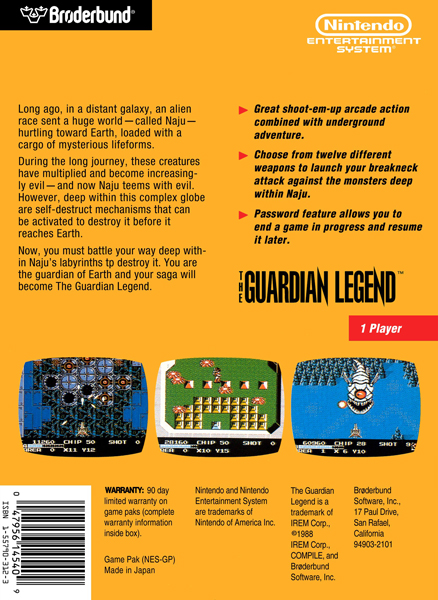 Brøderbund®
Nintendo®
ENTERTAINMENT
SYSTEM®
Long ago, in a distant galaxy, an alien
race sent a huge world—called Naju—
hurtling toward Earth, loaded with a
cargo of mysterious lifeforms.
During the long journey, these creatures
have multiplied and become increasing-
ly evil—and now Naju teems with evil.
However, deep within this complex globe
are self-destruct mechanisms that can
be activated to destroy it before it
reaches Earth.
Now, you must battle your way deep with-
in Naju's labyrinths tp destroy it. You are
the guardian of Earth and your saga will
become The Guardian Legend.
Great shoot-em-up arcade action
combined with underground
adventure.
Choose from twelve different
weapons to launch your breakneck
attack against the monsters deep
within Naju.
Password feature allows you to
end a game in progress and resume
it later.
THE GUARDIAN LEGEND™
1 Player
11260 CHIP 50 SHOT 0
AREA 0 X11 Y12
28160 CHIP 50 SHOT 0
AREA 0 X10 Y15
60960 CHIP 28 SHOT
AREA 1 X 6 Y10
ISBN 1-55790-312-3
0 47956 14540 9
WARRANTY: 90 day
limited warranty on
game paks (complete
warranty information
inside box).
Game Pak (NES-GP)
Made in Japan
Nintendo and Nintendo
Entertainment System
are trademarks of
Nintendo of America Inc.
The Guardian
Legend is a
trademark of
IREM Corp.,
©1988
IREM Corp.,
COMPILE, and
Brøderbund
Software, Inc.
Brøderbund
Software, Inc.,
17 Paul Drive,
San Rafael,
California
94903-2101